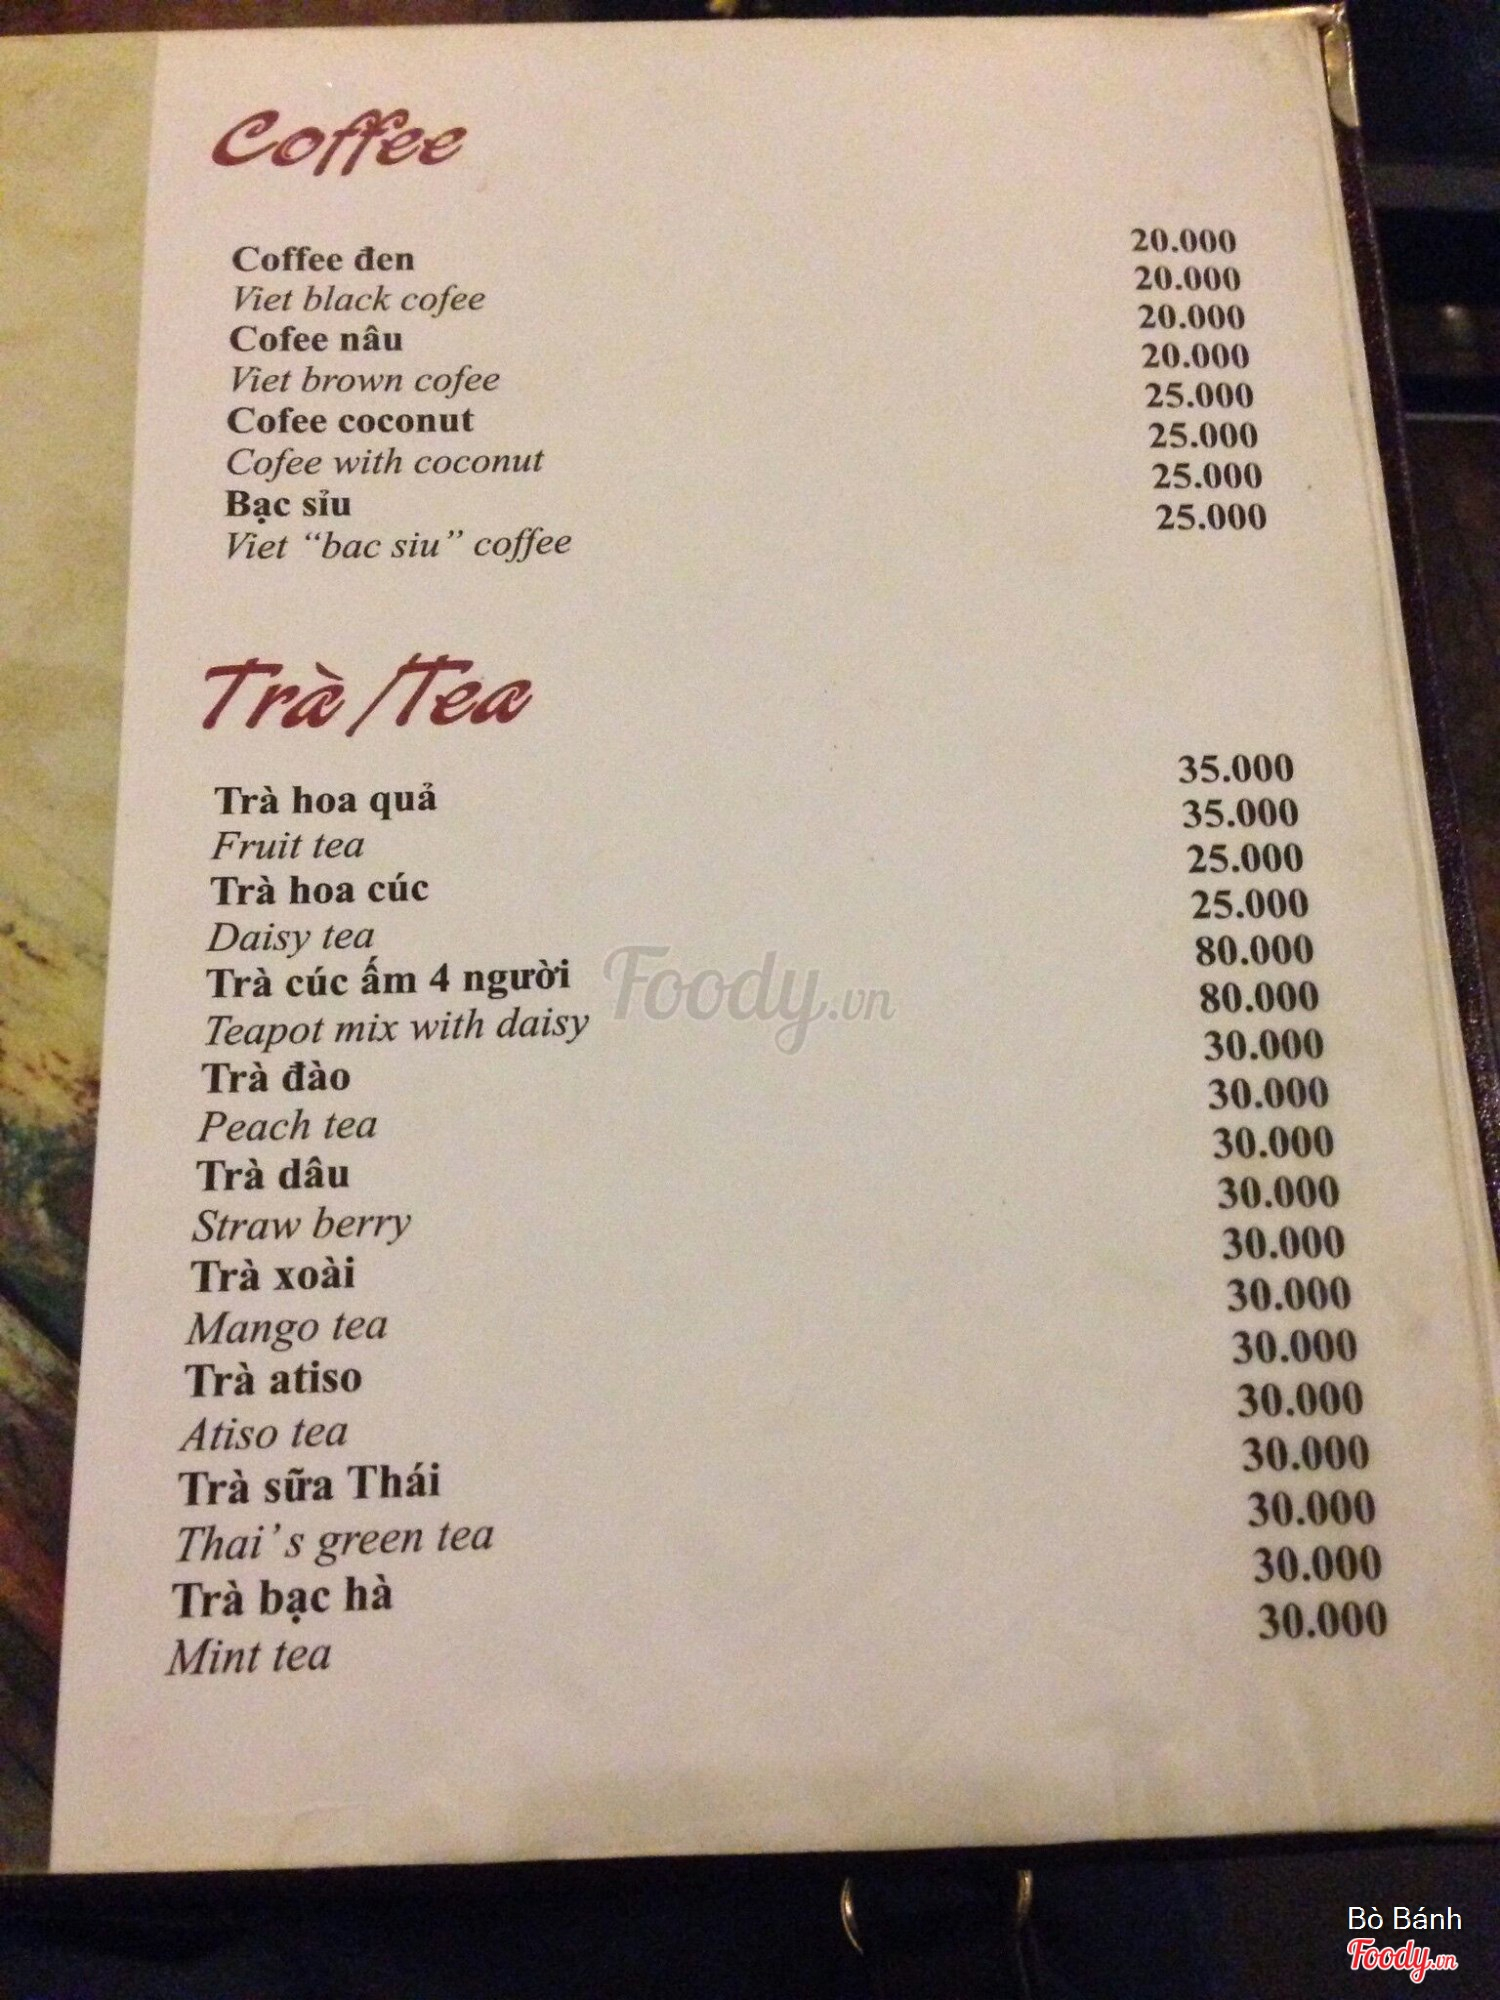 Coffee
Coffee đen 20.000
Viet black cofee 20.000
Cofee nâu 20.000
Viet brown cofee 20.000
Cofee coconut 25.000
Cofee with coconut 25.000
Bạc sỉu 25.000
Viet “bac siu” coffee 25.000
Trà/Tea
Trà hoa quả 35.000
Fruit tea 35.000
Trà hoa cúc 25.000
Daisy tea 25.000
Trà cúc ấm 4 người 80.000
Teapot mix with daisy 80.000
Trà đào 30.000
Peach tea 30.000
Trà dâu 30.000
Straw berry 30.000
Trà xoài 30.000
Mango tea 30.000
Trà atiso 30.000
Atiso tea 30.000
Trà sữa Thái 30.000
Thai's green tea 30.000
Trà bạc hà 30.000
Mint tea 30.000
Foody.vn
Bò Bánh
Foody.vn